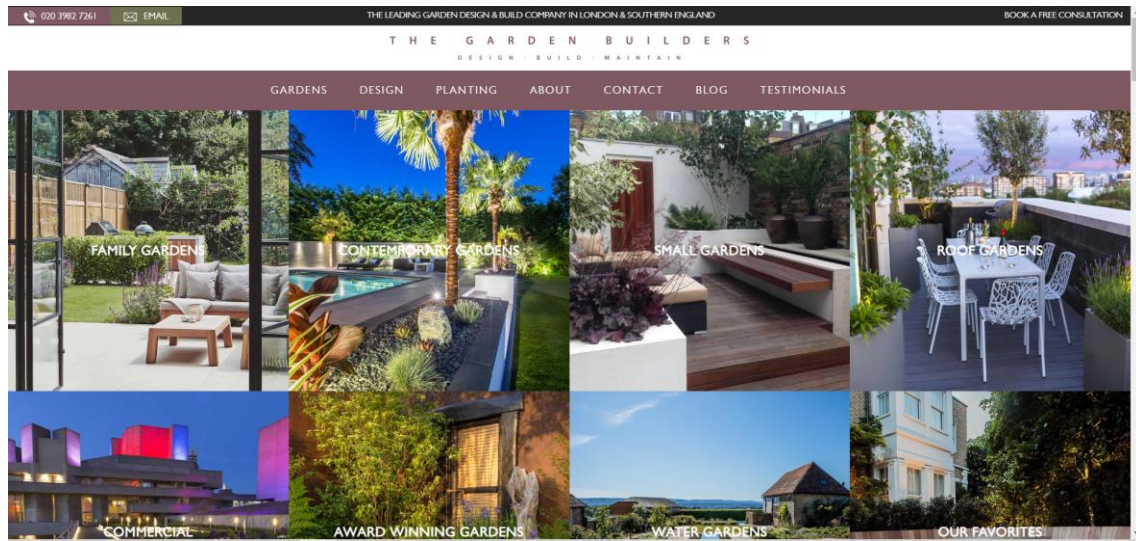 020 3982 7261 EMAIL THE LEADING GARDEN DESIGN & BUILD COMPANY IN LONDON & SOUTHERN ENGLAND BOOK A FREE CONSULTATION
THE GARDEN BUILDERS
DESIGN · BUILD · MAINTAIN
GARDENS DESIGN PLANTING ABOUT CONTACT BLOG TESTIMONIALS
FAMILY GARDENS CONTEMPORARY GARDENS SMALL GARDENS ROOF GARDENS
COMMERCIAL AWARD WINNING GARDENS WATER GARDENS OUR FAVORITES